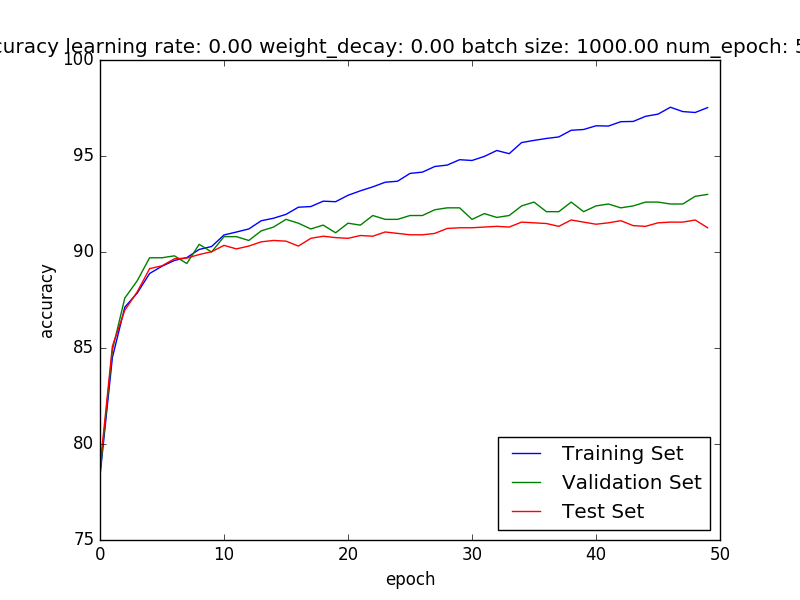 curacy learning rate: 0.00 weight_decay: 0.00 batch size: 1000.00 num_epoch: 5
100
95
90
85
80
75
0 10 20 30 40 50
accuracy
epoch
Training Set
Validation Set
Test Set